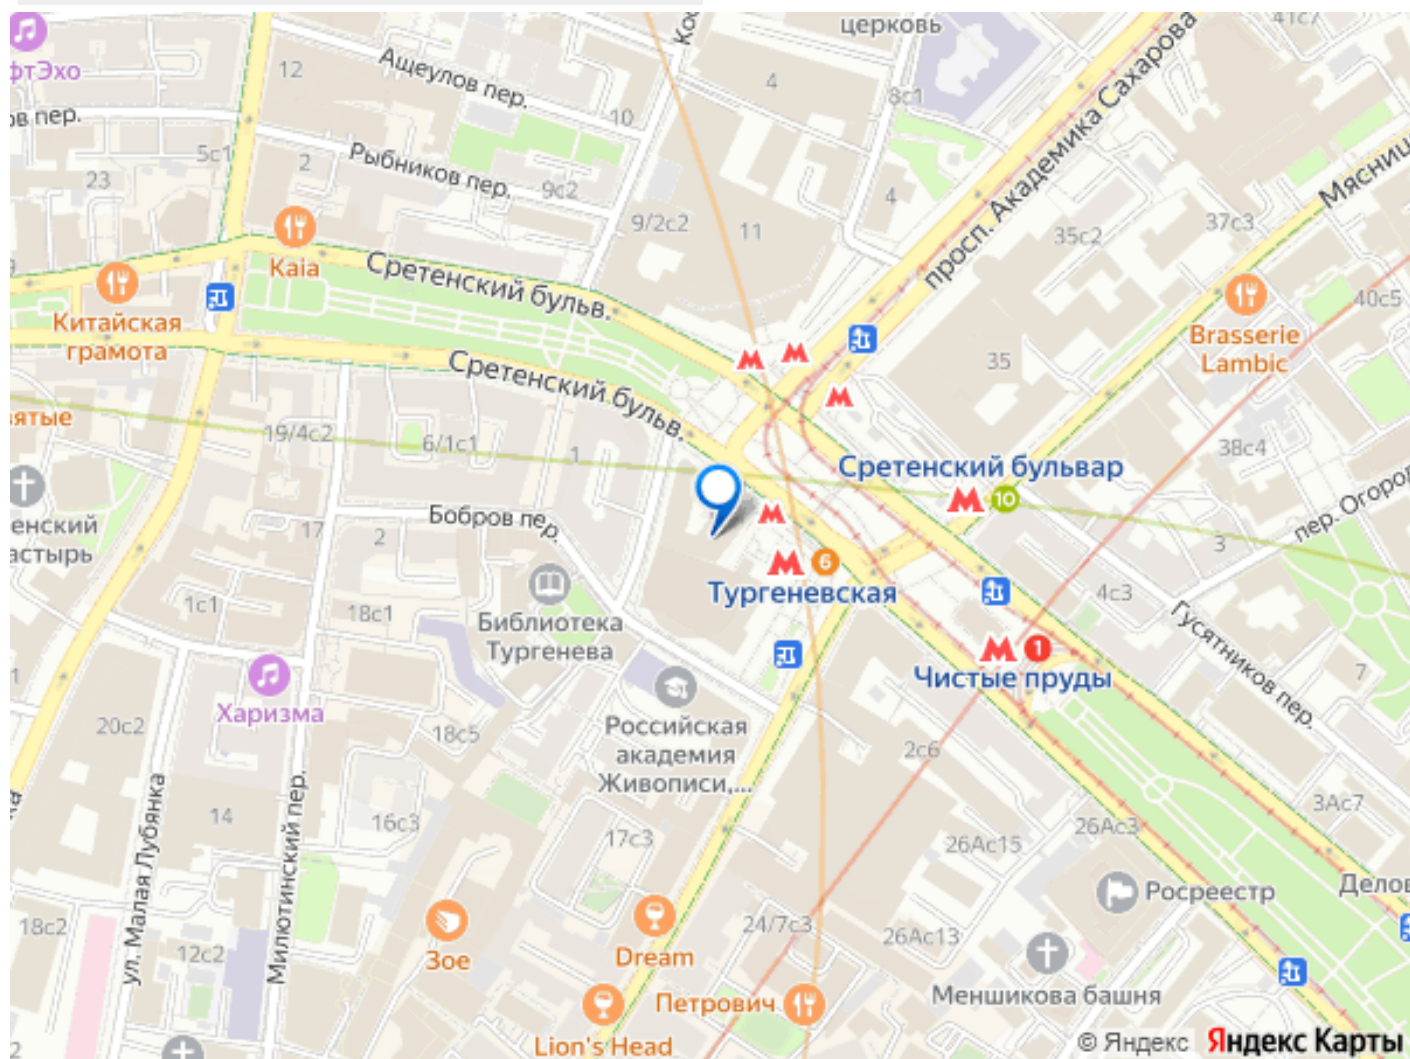 церковь
41с7
фтЭхо
12
Ащеулов пер.
4
8с1
10
просп. Академика Сахарова
Мясниц
5с1
2
Рыбников пер.
23
9с2
4
9/2с2
11
37с3
35с2
Kaia
Сретенский бульв.
40с5
Китайская
грамота
Brasserie
Lambic
35
Сретенский бульв.
19/4с2
6/1с1
1
38с4
Сретенский бульвар
10
пер. Огород
енский
астырь
17
2
Бобров пер.
3
6
Тургеневская
4с3
1с1
18с1
Библиотека
Тургенева
Гусятников пер.
7
1
Чистые пруды
Харизма
20с2
18с5
Российская
академия
Живописи,...
2с6
ул. Малая Лубянка
Милютинский пер.
14
16с3
17с3
3Ас7
26Ас3
26Ас15
Росреестр
Делов
18с2
12с2
Зое
Dream
24/7с3
26Ас13
Петрович
Меншикова башня
2
Lion's Head
© Яндекс
Яндекс Карты